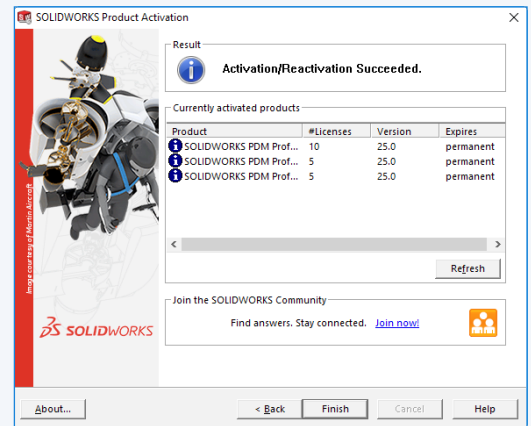 SOLIDWORKS Product Activation
Result
Activation/Reactivation Succeeded.
Currently activated products
Product #Licenses Version Expires
SOLIDWORKS PDM Prof... 10 25.0 permanent
SOLIDWORKS PDM Prof... 5 25.0 permanent
SOLIDWORKS PDM Prof... 5 25.0 permanent
Refresh
Join the SOLIDWORKS Community
Find answers. Stay connected. Join now!
Image courtesy of Martin Aircraft
SOLIDWORKS
About... < Back Finish Cancel Help